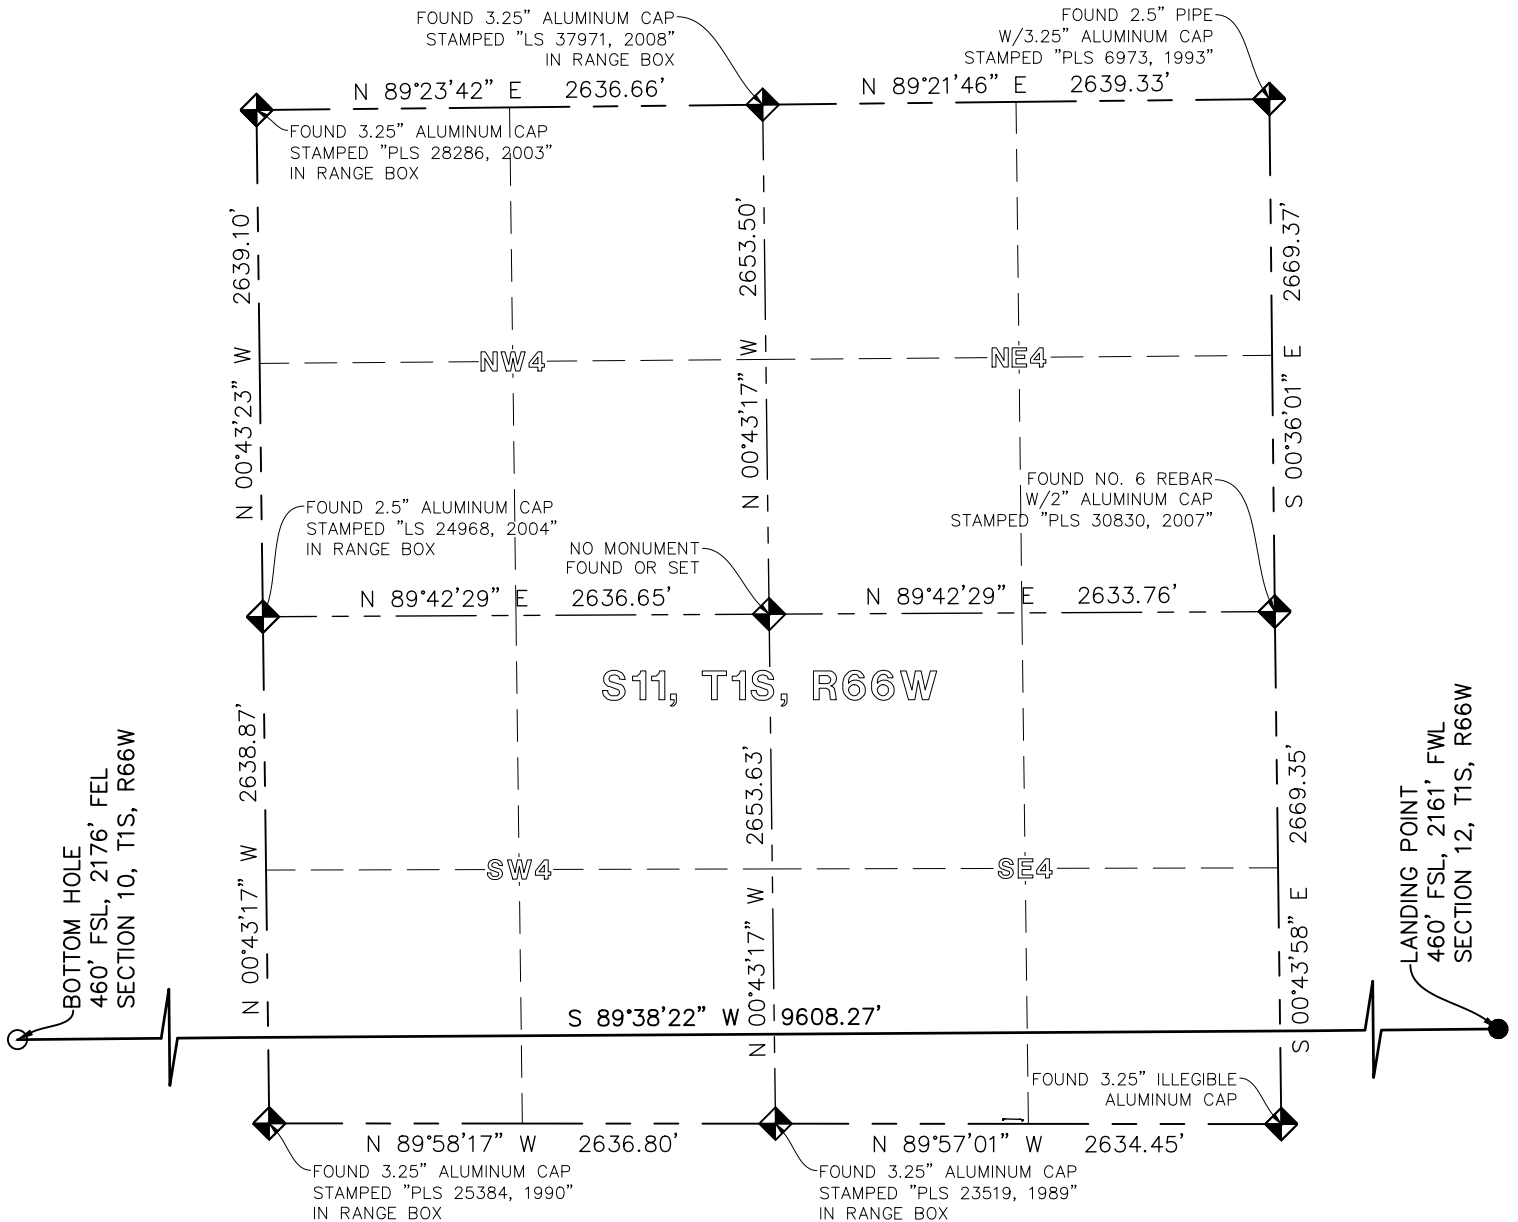 FOUND 3.25" ALUMINUM CAP
STAMPED "LS 37971, 2008"
IN RANGE BOX
FOUND 2.5" PIPE
W/3.25" ALUMINUM CAP
STAMPED "PLS 6973, 1993"
N 89°23'42" E 2636.66'
N 89°21'46" E 2639.33'
FOUND 3.25" ALUMINUM CAP
STAMPED "PLS 28286, 2003"
IN RANGE BOX
N 00°43'23" W 2639.10'
N 00°43'17" W 2653.50'
S 00°36'01" E 2669.37'
NW4
NE4
FOUND 2.5" ALUMINUM CAP
STAMPED "LS 24968, 2004"
IN RANGE BOX
NO MONUMENT
FOUND OR SET
FOUND NO. 6 REBAR
W/2" ALUMINUM CAP
STAMPED "PLS 30830, 2007"
N 89°42'29" E 2636.65'
N 89°42'29" E 2633.76'
S11, T1S, R66W
N 00°43'17" W 2638.87'
N 00°43'17" W 2653.63'
S 00°43'58" E 2669.35'
SW4
SE4
BOTTOM HOLE
460' FSL, 2176' FEL
SECTION 10, T1S, R66W
LANDING POINT
460' FSL, 2161' FWL
SECTION 12, T1S, R66W
S 89°38'22" W 9608.27'
FOUND 3.25" ILLEGIBLE
ALUMINUM CAP
N 89°58'17" W 2636.80'
N 89°57'01" W 2634.45'
FOUND 3.25" ALUMINUM CAP
STAMPED "PLS 25384, 1990"
IN RANGE BOX
FOUND 3.25" ALUMINUM CAP
STAMPED "PLS 23519, 1989"
IN RANGE BOX